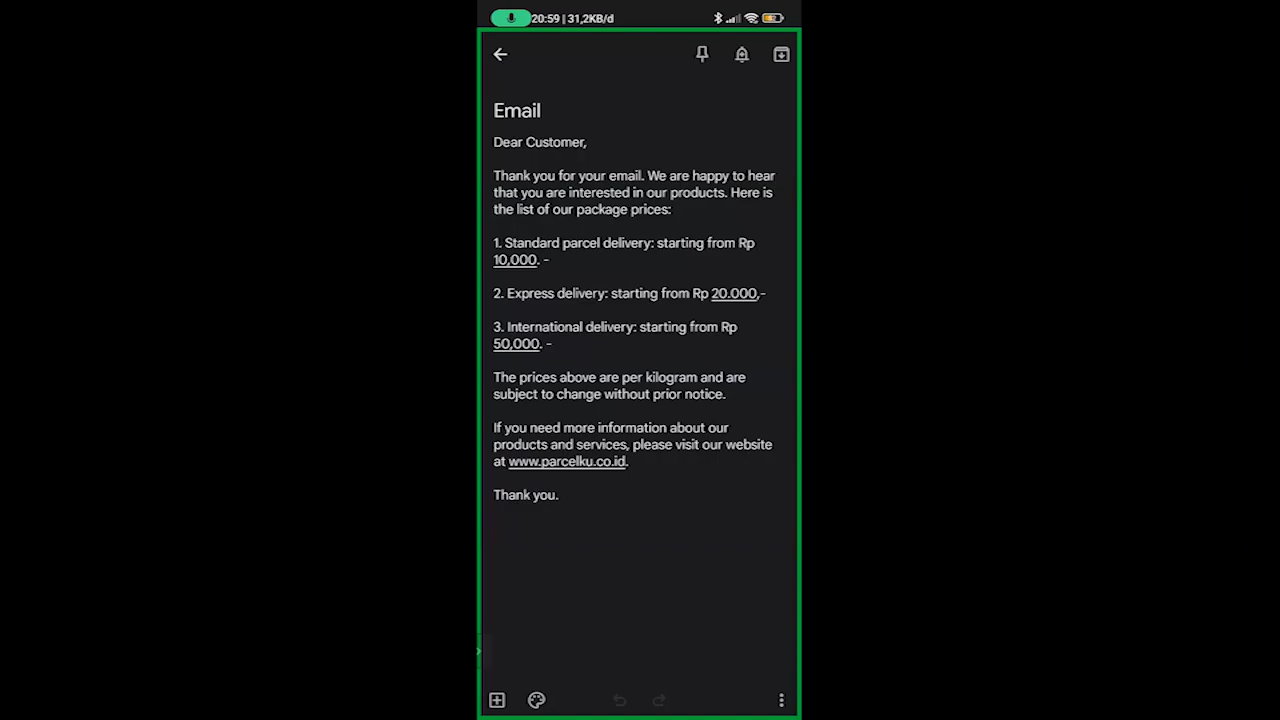 20:59 | 31,2KB/d
Email
Dear Customer,
Thank you for your email. We are happy to hear
that you are interested in our products. Here is
the list of our package prices:
1. Standard parcel delivery: starting from Rp
10,000. -
2. Express delivery: starting from Rp 20.000,-
3. International delivery: starting from Rp
50,000. -
The prices above are per kilogram and are
subject to change without prior notice.
If you need more information about our
products and services, please visit our website
at www.parcelku.co.id.
Thank you.